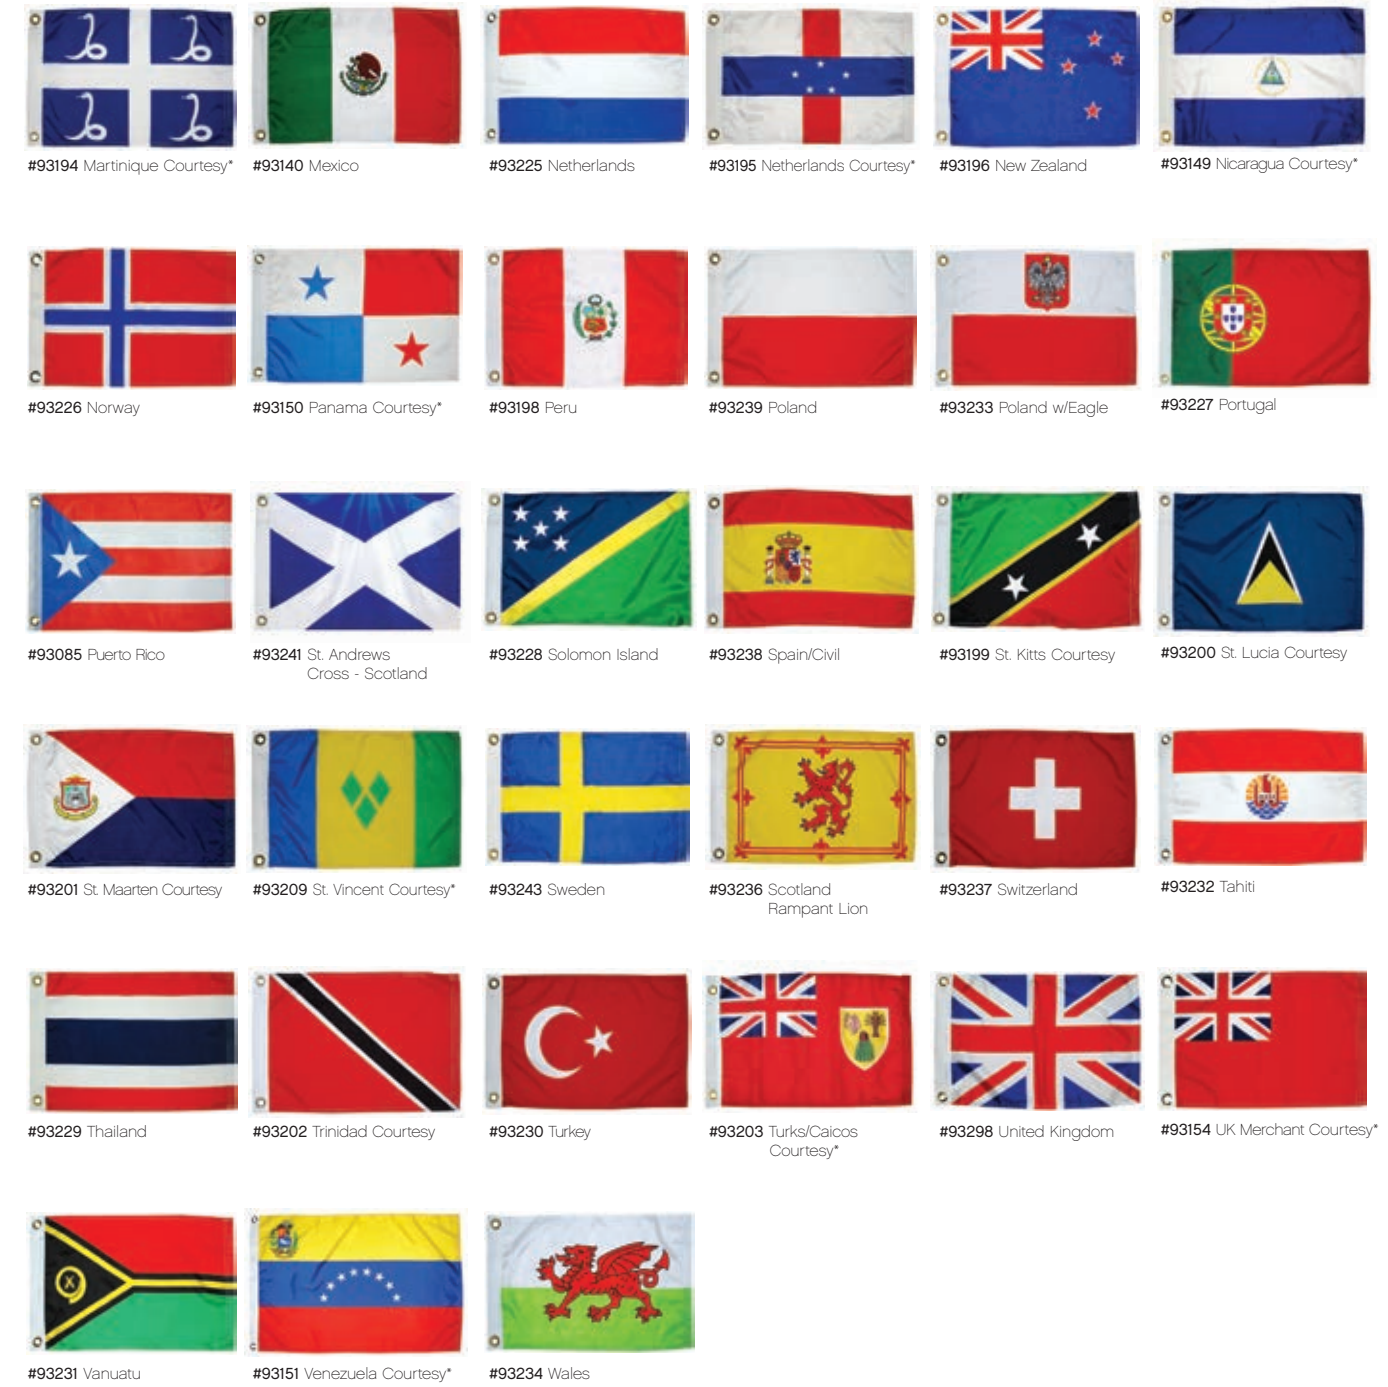 #93194 Martinique Courtesy*
#93140 Mexico
#93225 Netherlands
#93195 Netherlands Courtesy*
#93196 New Zealand
#93149 Nicaragua Courtesy*
#93226 Norway
#93150 Panama Courtesy*
#93198 Peru
#93239 Poland
#93233 Poland w/Eagle
#93227 Portugal
#93085 Puerto Rico
#93241 St. Andrews
Cross - Scotland
#93228 Solomon Island
#93238 Spain/Civil
#93199 St. Kitts Courtesy
#93200 St. Lucia Courtesy
#93201 St. Maarten Courtesy
#93209 St. Vincent Courtesy*
#93243 Sweden
#93236 Scotland
Rampant Lion
#93237 Switzerland
#93232 Tahiti
#93229 Thailand
#93202 Trinidad Courtesy
#93230 Turkey
#93203 Turks/Caicos
Courtesy*
#93298 United Kingdom
#93154 UK Merchant Courtesy*
#93231 Vanuatu
#93151 Venezuela Courtesy*
#93234 Wales